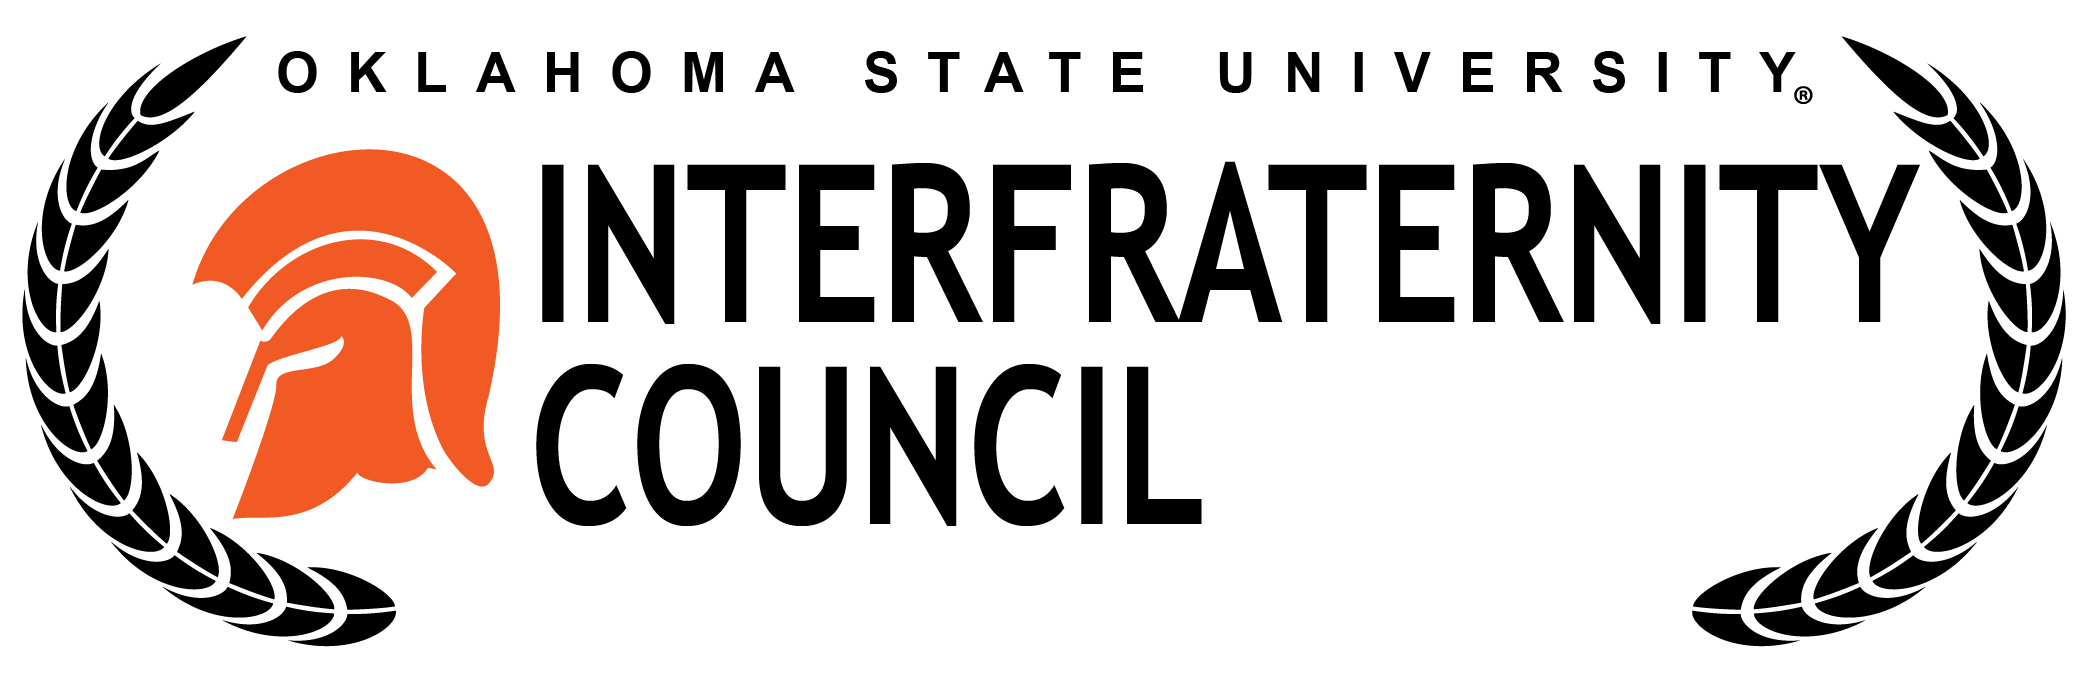 OKLAHOMA STATE UNIVERSITY®
INTERFRATERNITY
COUNCIL